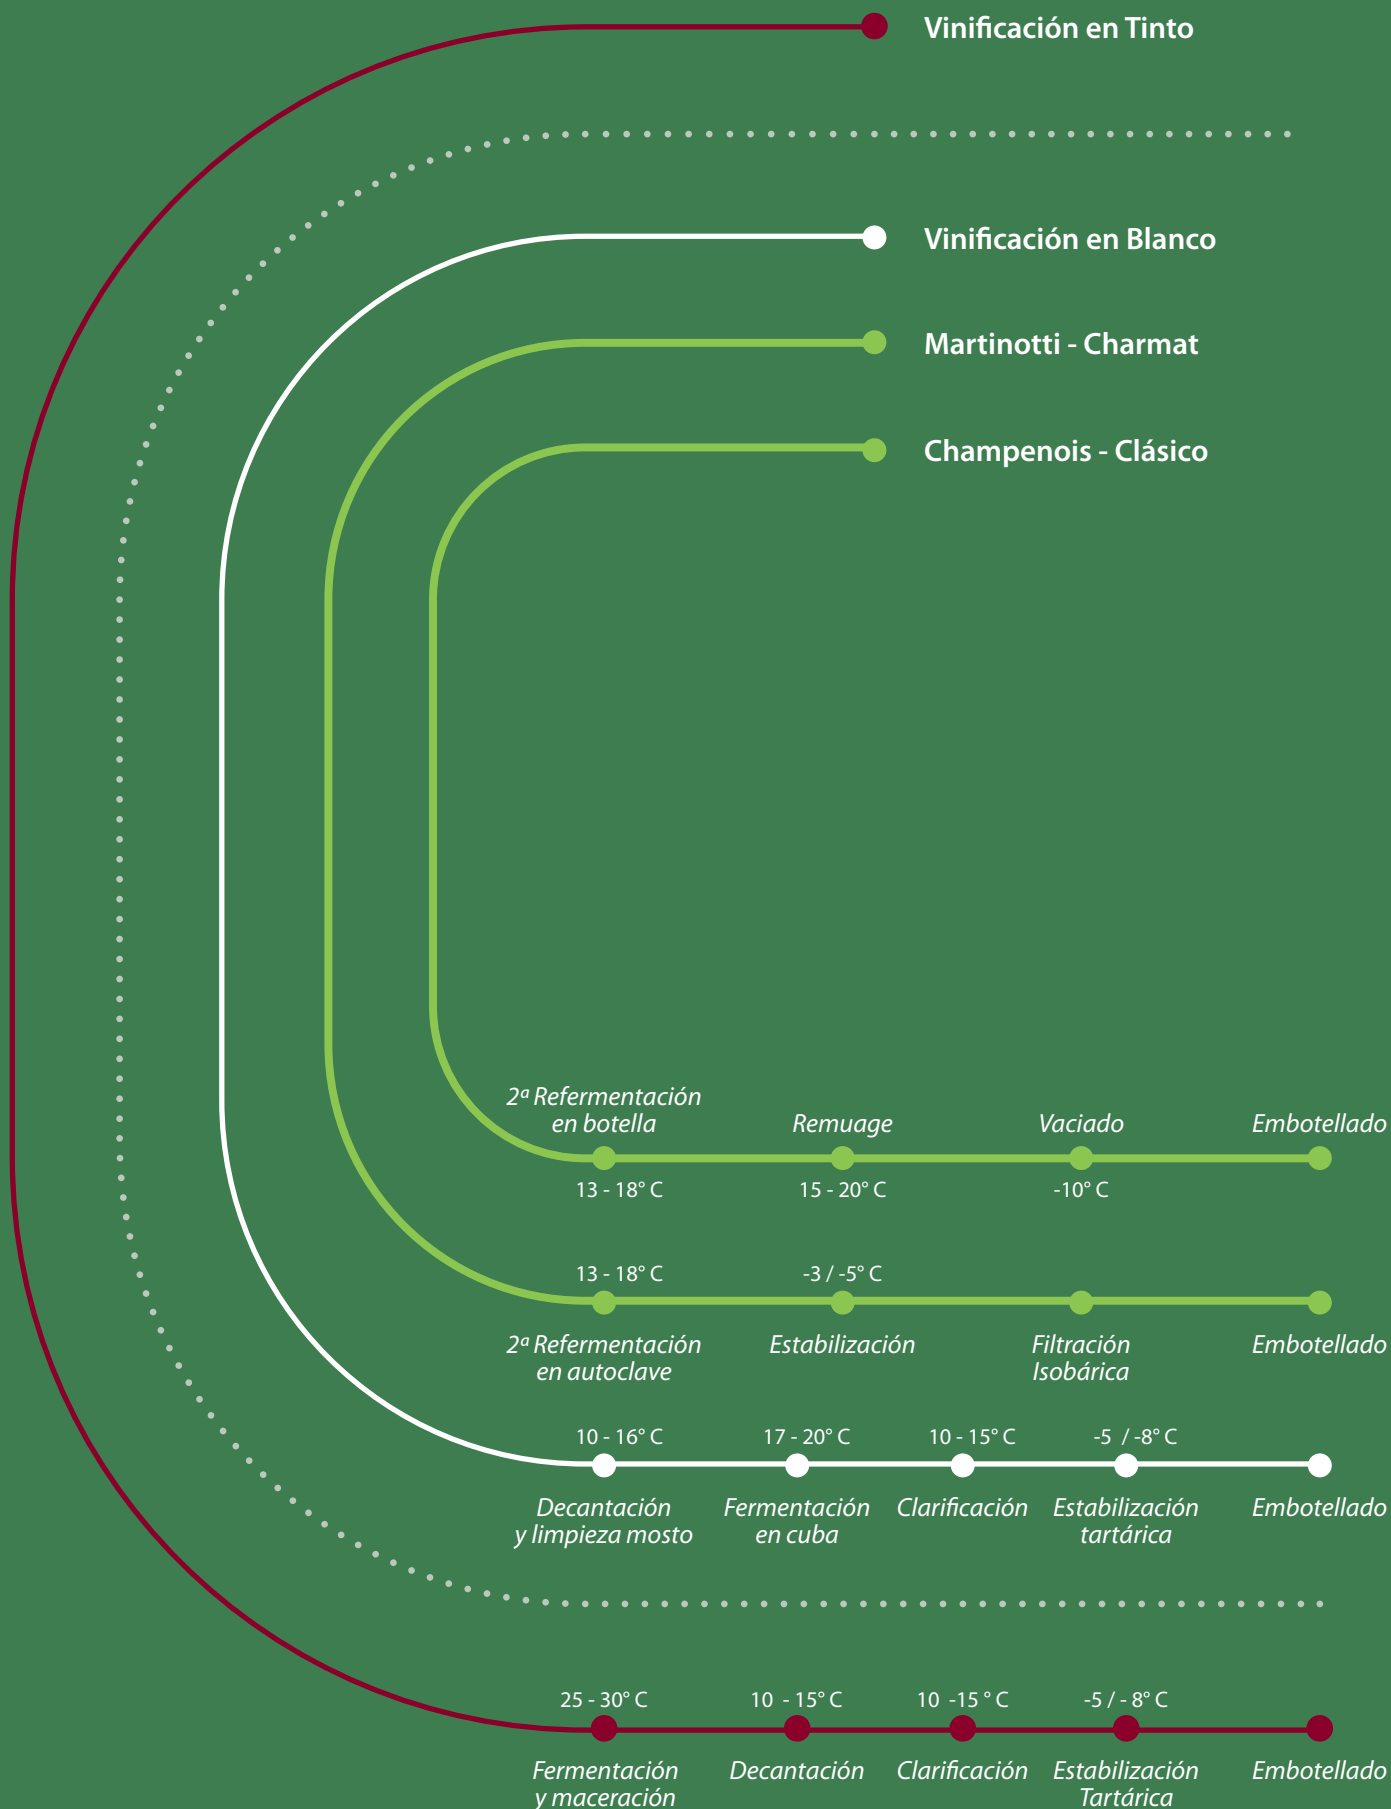 Vinificación en Tinto
Vinificación en Blanco
Martinotti - Charmat
Champenois - Clásico
2ª Refermentación
en botella
Remuage
Vaciado
Embotellado
13 - 18° C
15 - 20° C
-10° C
13 - 18° C
-3 / -5° C
2ª Refermentación
en autoclave
Estabilización
Filtración
Isobárica
Embotellado
10 - 16° C
17 - 20° C
10 - 15° C
-5 / -8° C
Decantación
y limpieza mosto
Fermentación
en cuba
Clarificación
Estabilización
tartárica
Embotellado
25 - 30° C
10 - 15° C
10 -15 ° C
-5 / - 8° C
Fermentación
y maceración
Decantación
Clarificación
Estabilización
Tartárica
Embotellado